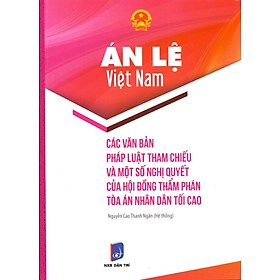 ÁN LỆ
Việt Nam
CÁC VĂN BẢN
PHÁP LUẬT THAM CHIẾU
VÀ MỘT SỐ NGHỊ QUYẾT
CỦA HỘI ĐỒNG THẨM PHÁN
TÒA ÁN NHÂN DÂN TỐI CAO
Nguyễn Cao Thanh Ngân (Hệ thống)
NXB DÂN TRÍ